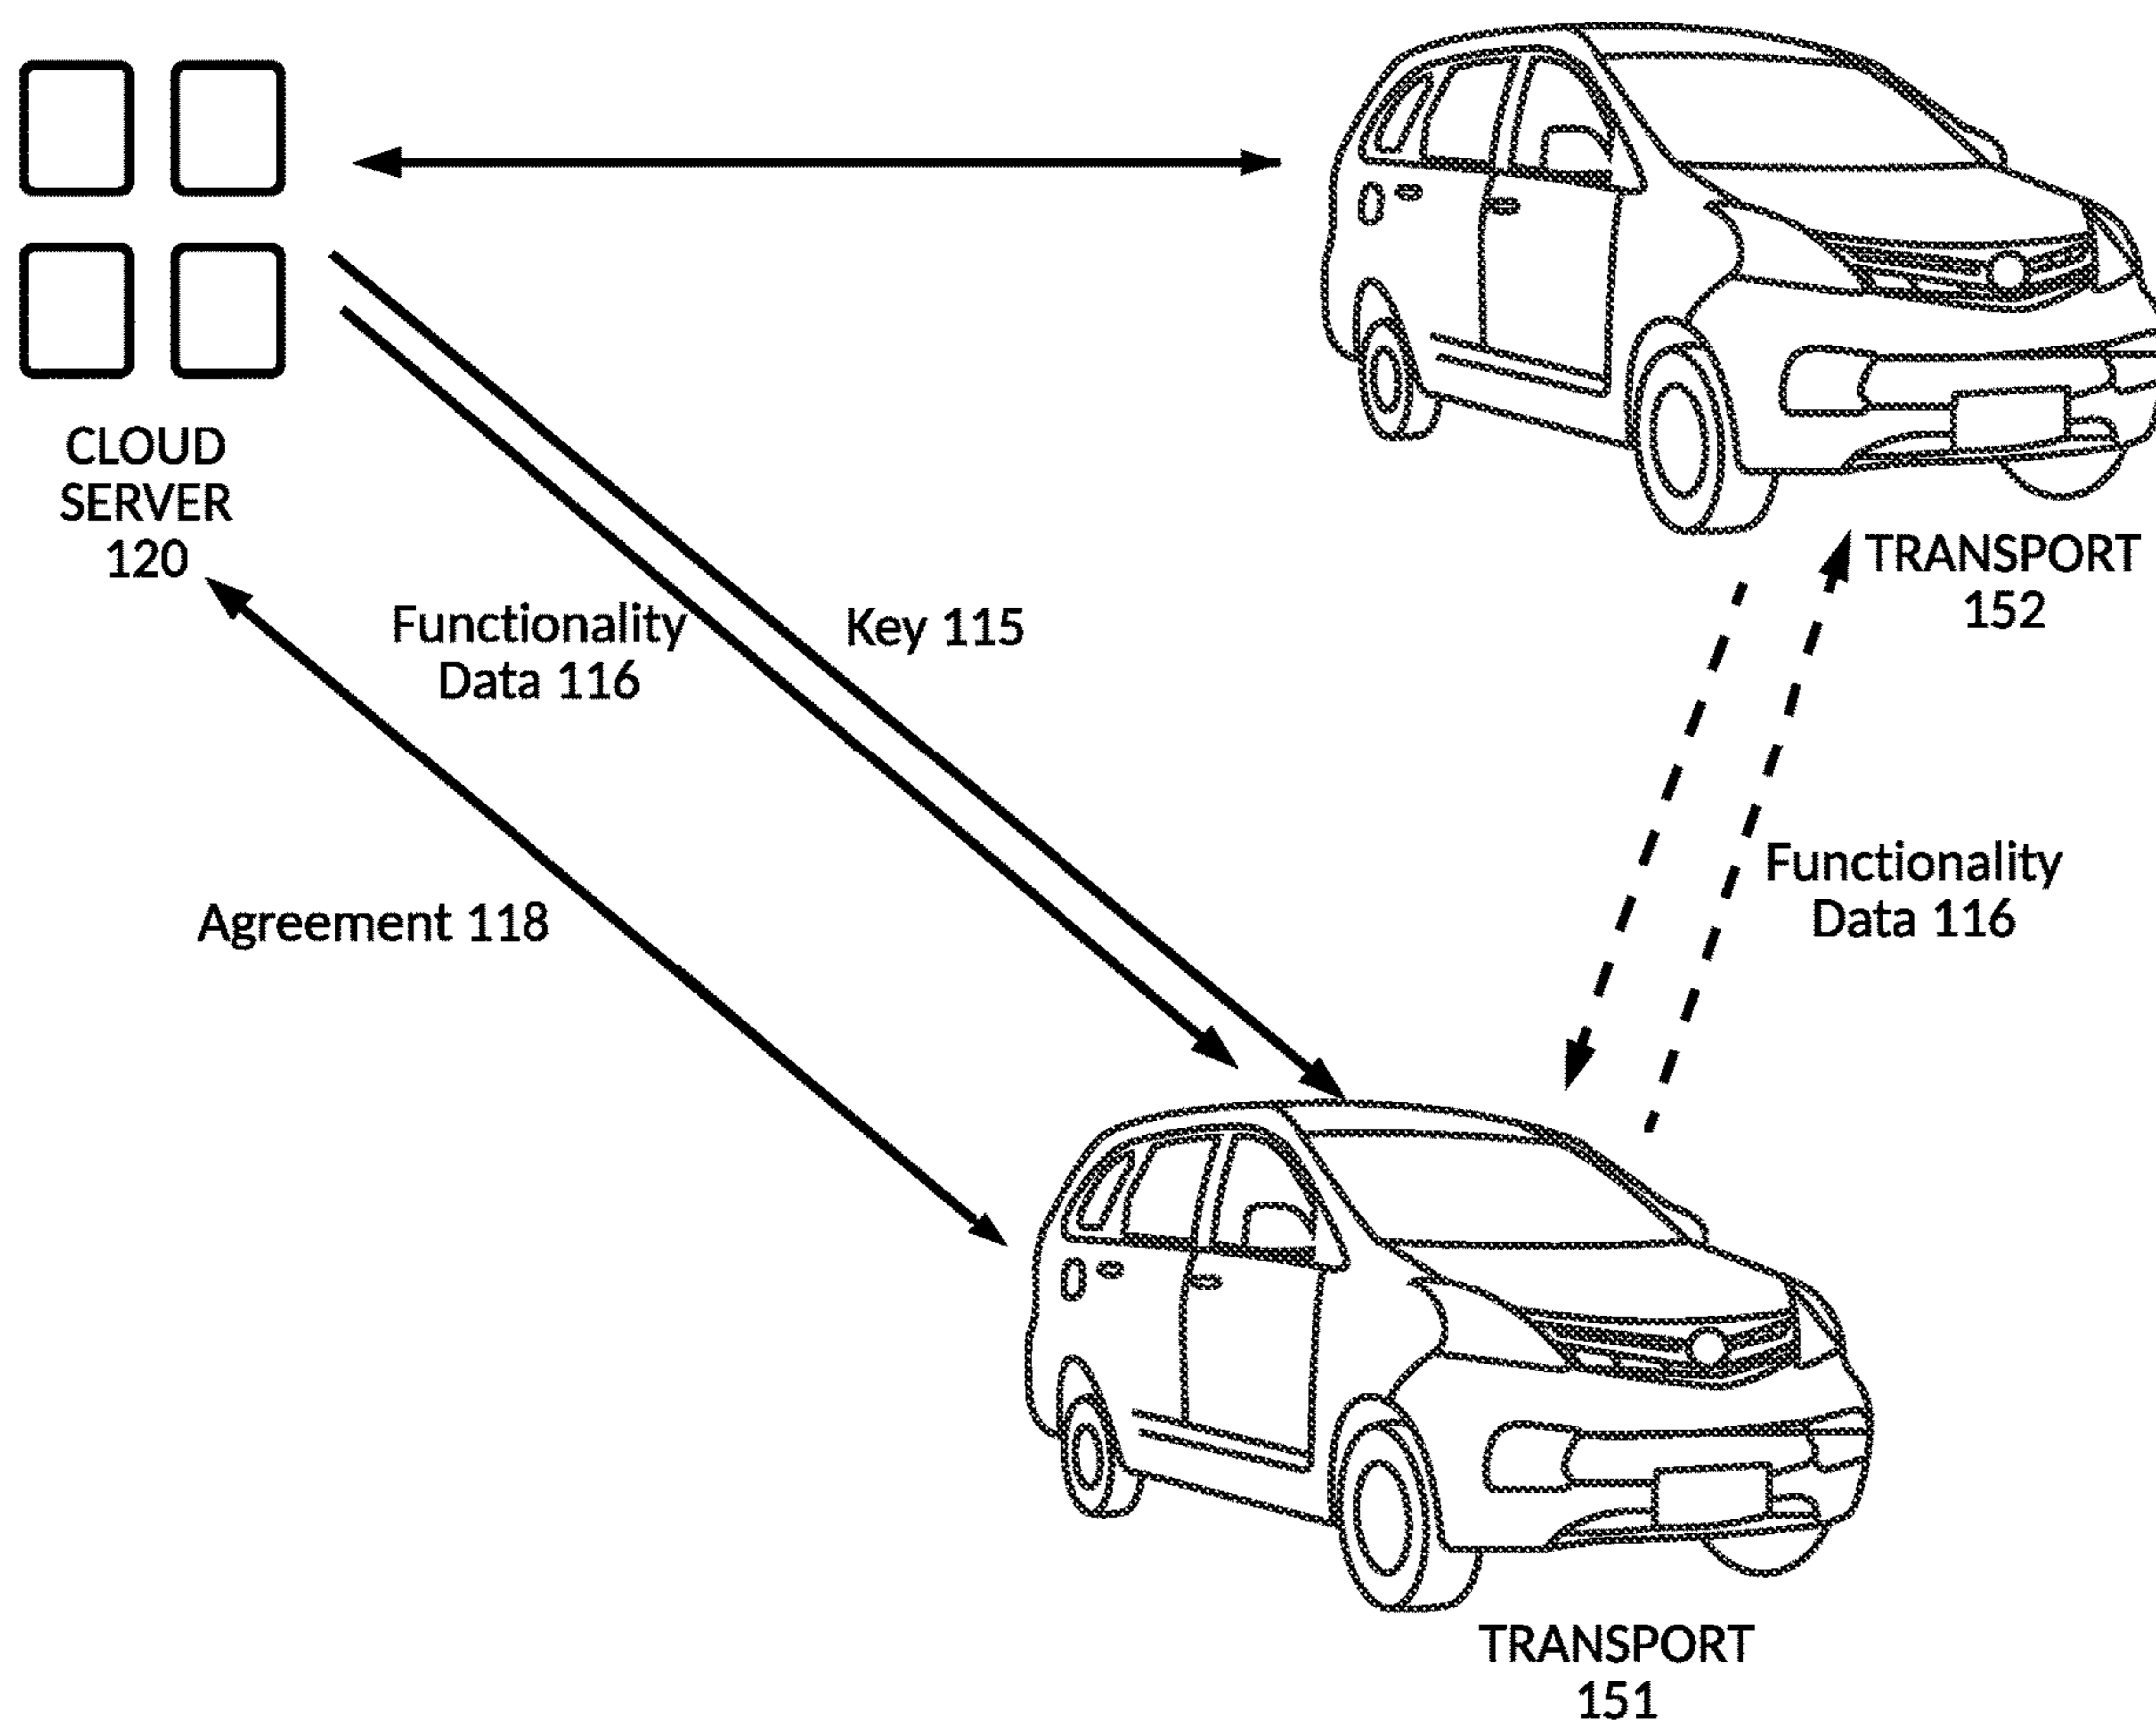 CLOUD
SERVER
120
TRANSPORT
152
Functionality
Data 116
Key 115
Functionality
Data 116
Agreement 118
TRANSPORT
151